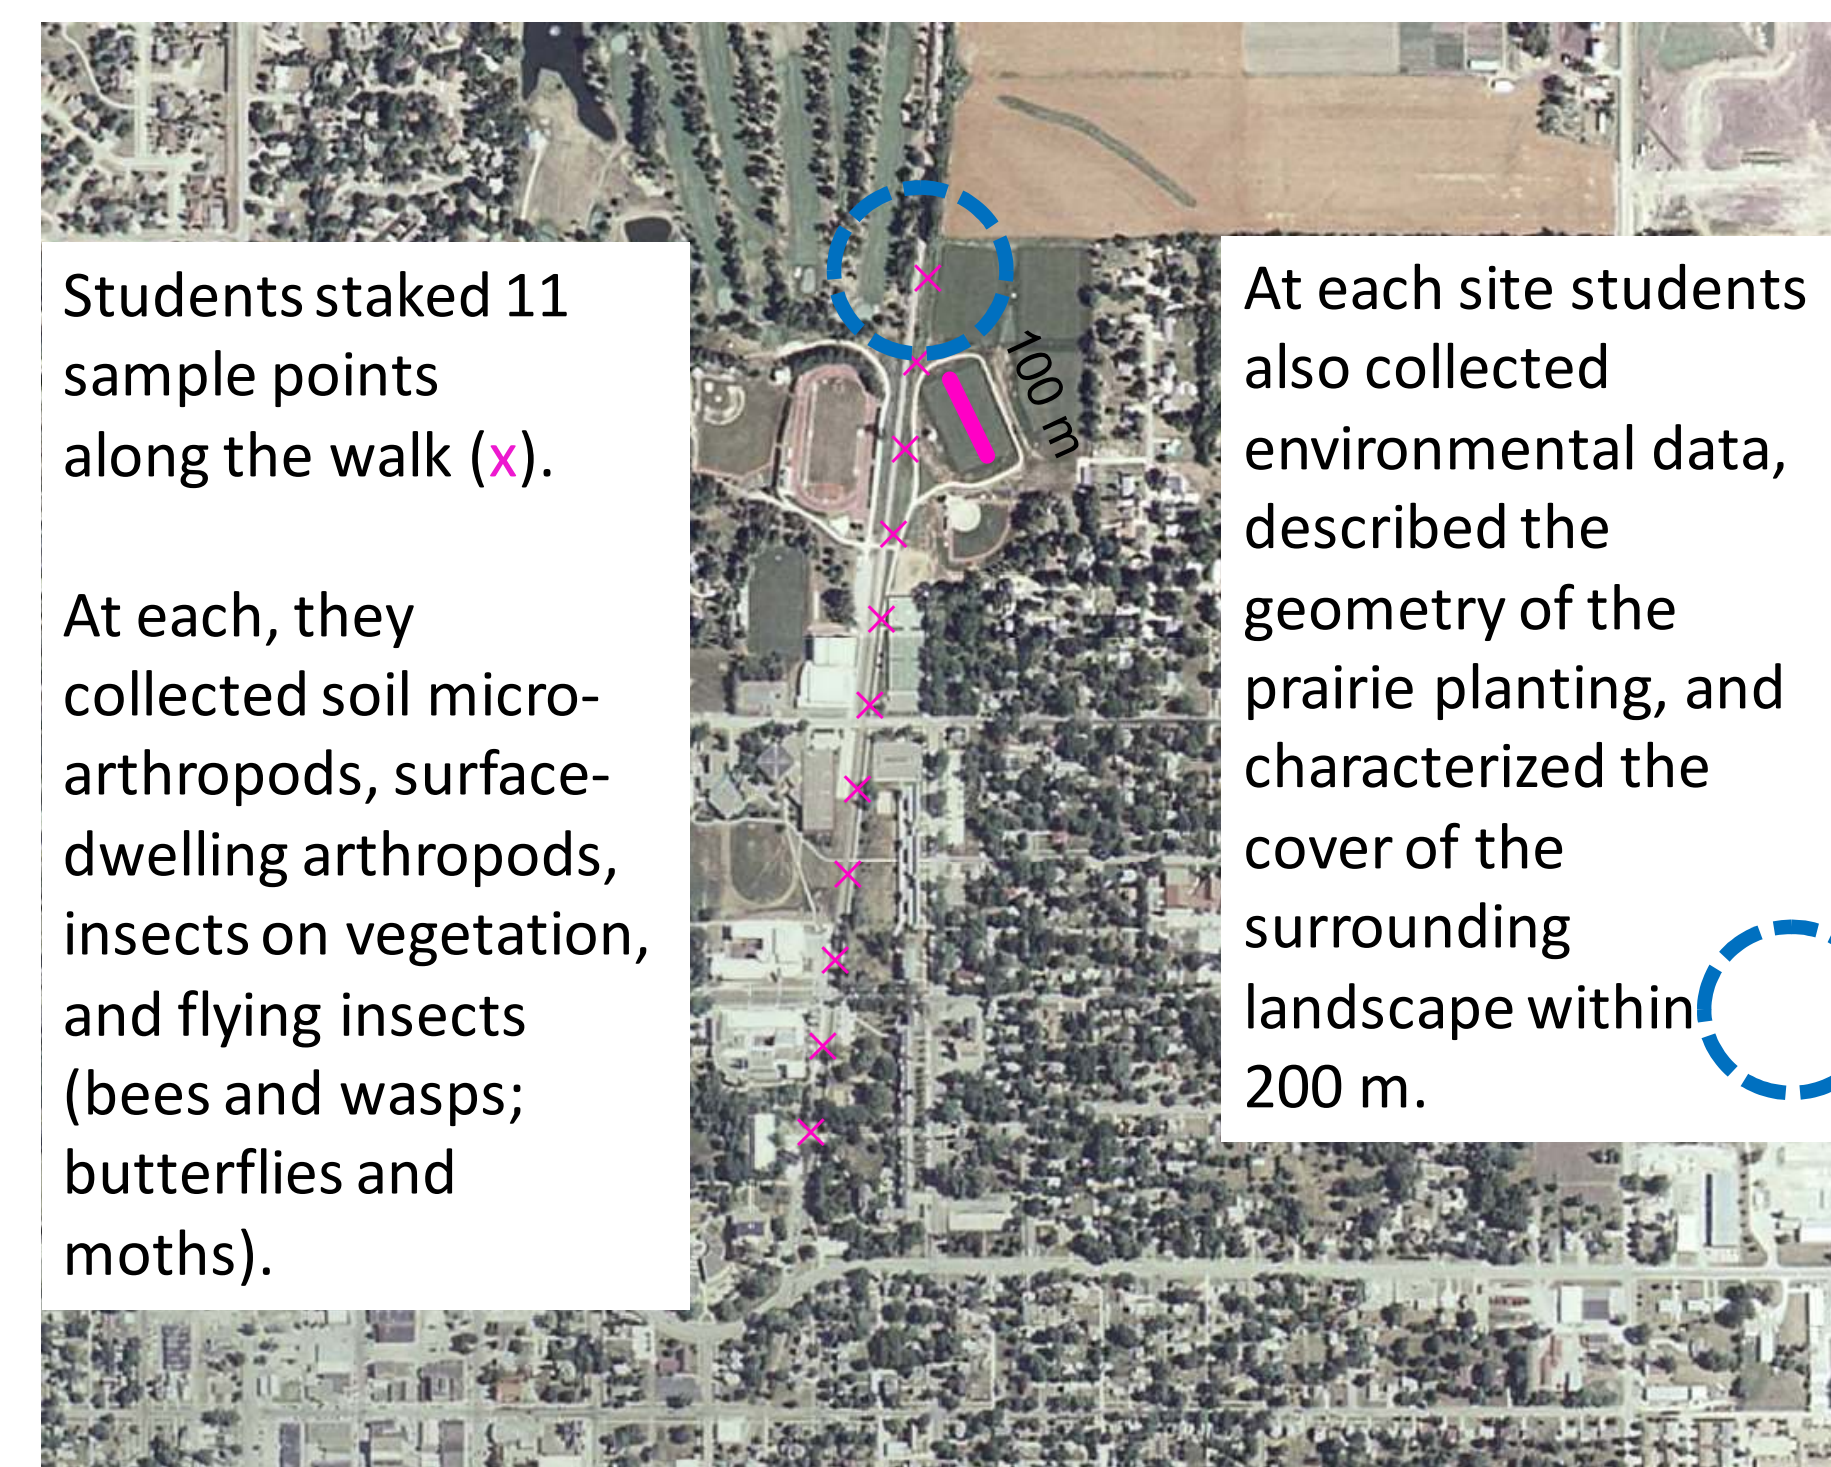 Students staked 11
sample points
along the walk (x).
At each, they
collected soil micro-
arthropods, surface-
dwelling arthropods,
insects on vegetation,
and flying insects
(bees and wasps;
butterflies and
moths).
100 m
At each site students
also collected
environmental data,
described the
geometry of the
prairie planting, and
characterized the
cover of the
surrounding
landscape within
200 m.